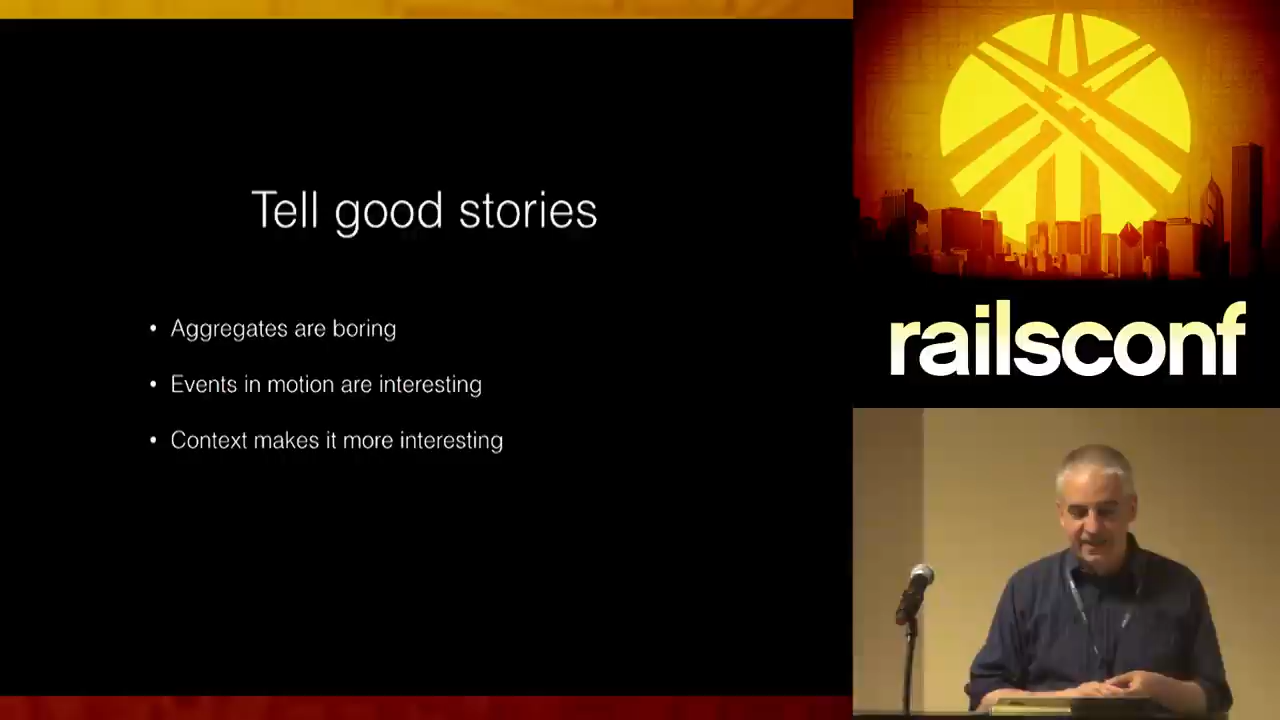 Tell good stories
• Aggregates are boring
• Events in motion are interesting
• Context makes it more interesting
railsconf